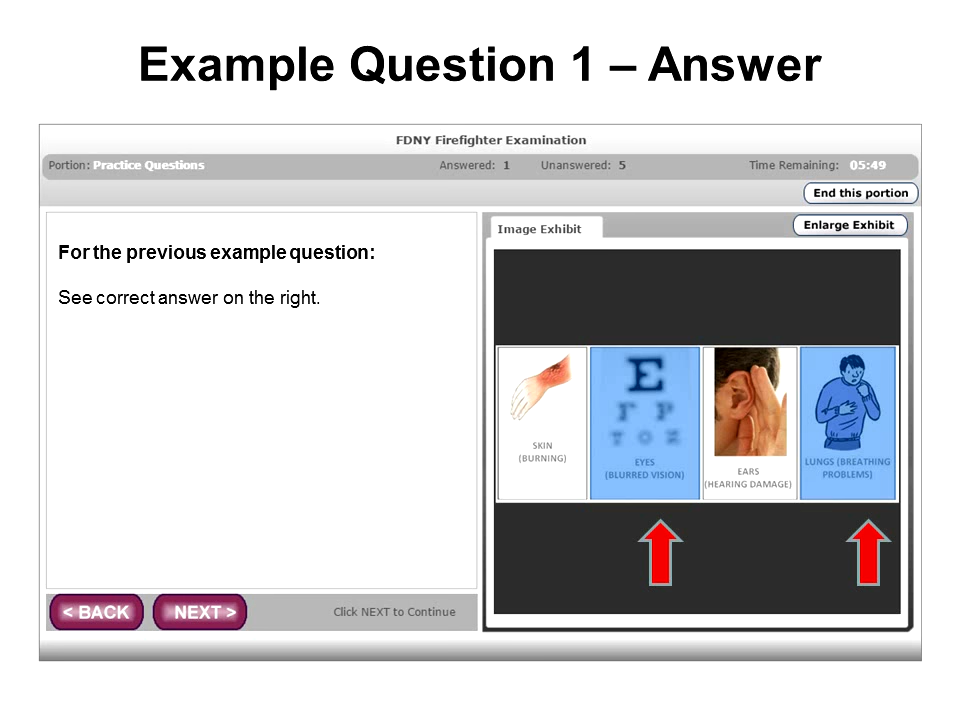 Example Question 1 – Answer
FDNY Firefighter Examination
Portion: Practice Questions
Answered: 1
Unanswered: 5
Time Remaining: 05:49
End this portion
For the previous example question:
See correct answer on the right.
Image Exhibit
Enlarge Exhibit
SKIN
(BURNING)
E
F P
T O Z
EYES
(BLURRED VISION)
EARS
(HEARING DAMAGE)
LUNGS (BREATHING
PROBLEMS)
< BACK
NEXT >
Click NEXT to Continue